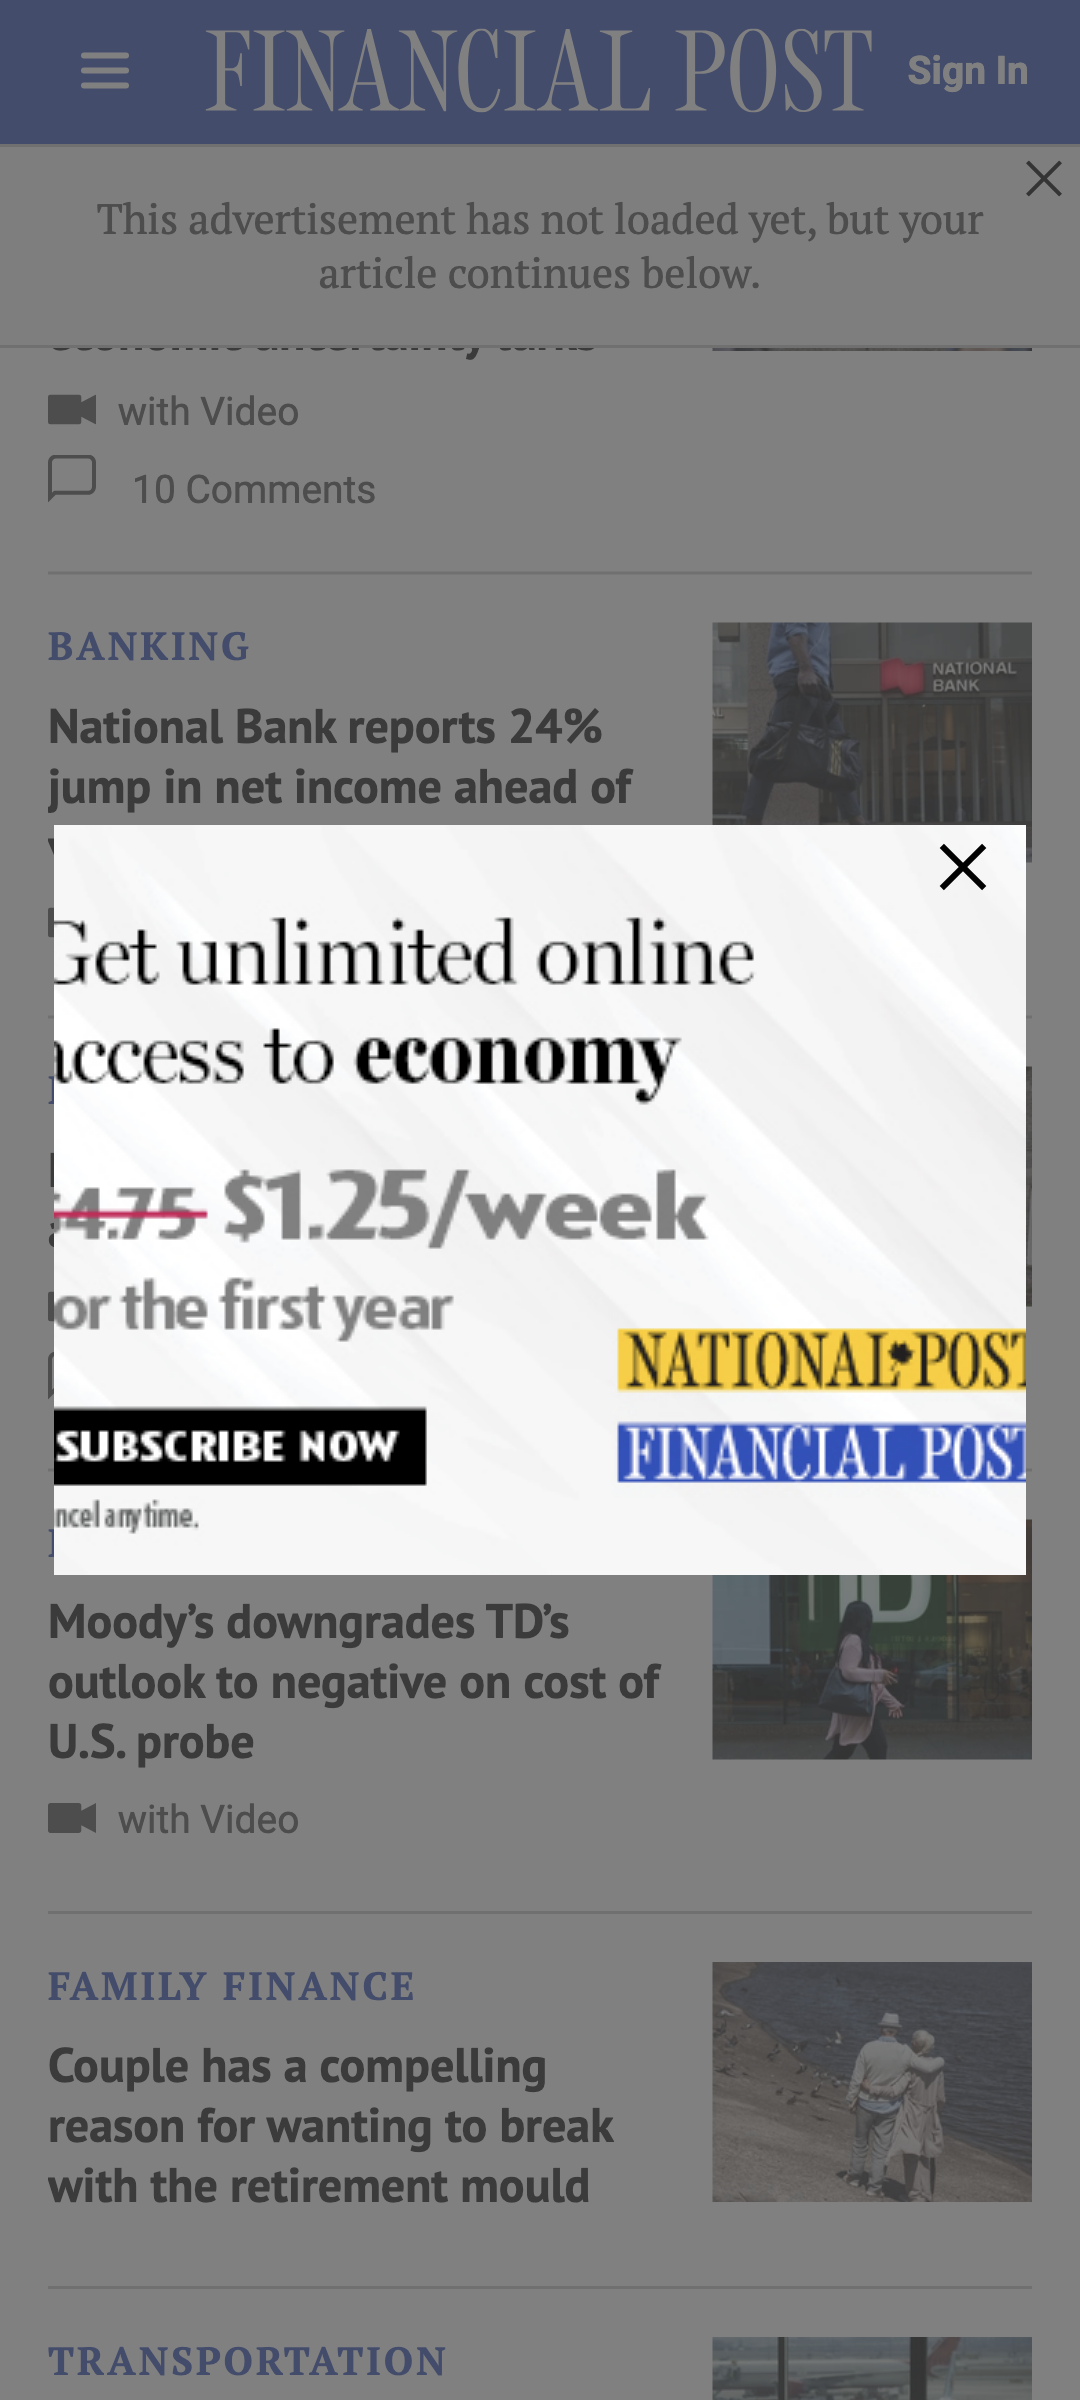 FINANCIAL POST
Sign In
This advertisement has not loaded yet, but your
article continues below.
with Video
10 Comments
BANKING
National Bank reports 24%
jump in net income ahead of
NATIONAL
BANK
Get unlimited online
access to economy
$4.75 $1.25/week
or the first year
NATIONAL POST
FINANCIAL POST
SUBSCRIBE NOW
ncel anytime.
TD
Moody’s downgrades TD’s
outlook to negative on cost of
U.S. probe
with Video
FAMILY FINANCE
Couple has a compelling
reason for wanting to break
with the retirement mould
TRANSPORTATION